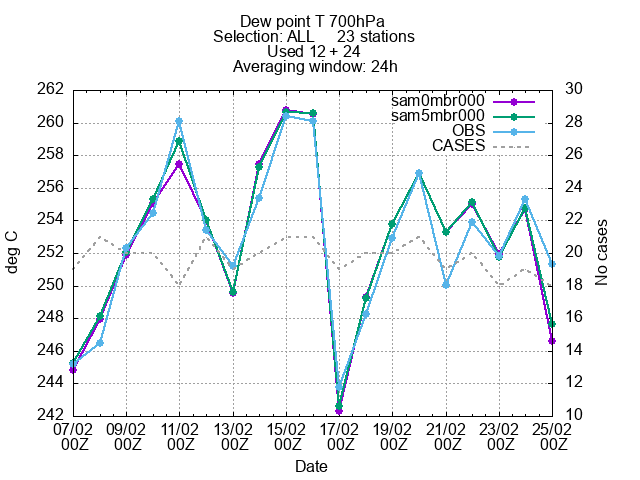 Dew point T 700hPa
Selection: ALL 23 stations
Used 12 + 24
Averaging window: 24h
262 30
sam0mbr000
260 28
sam5mbr000
OBS
258 26
CASES
256 24
254 22
252 20
250 18
248 16
246 14
244 12
242 10
deg C
No cases
07/02 09/02 11/02 13/02 15/02 17/02 19/02 21/02 23/02 25/02
00Z 00Z 00Z 00Z 00Z 00Z 00Z 00Z 00Z 00Z
Date